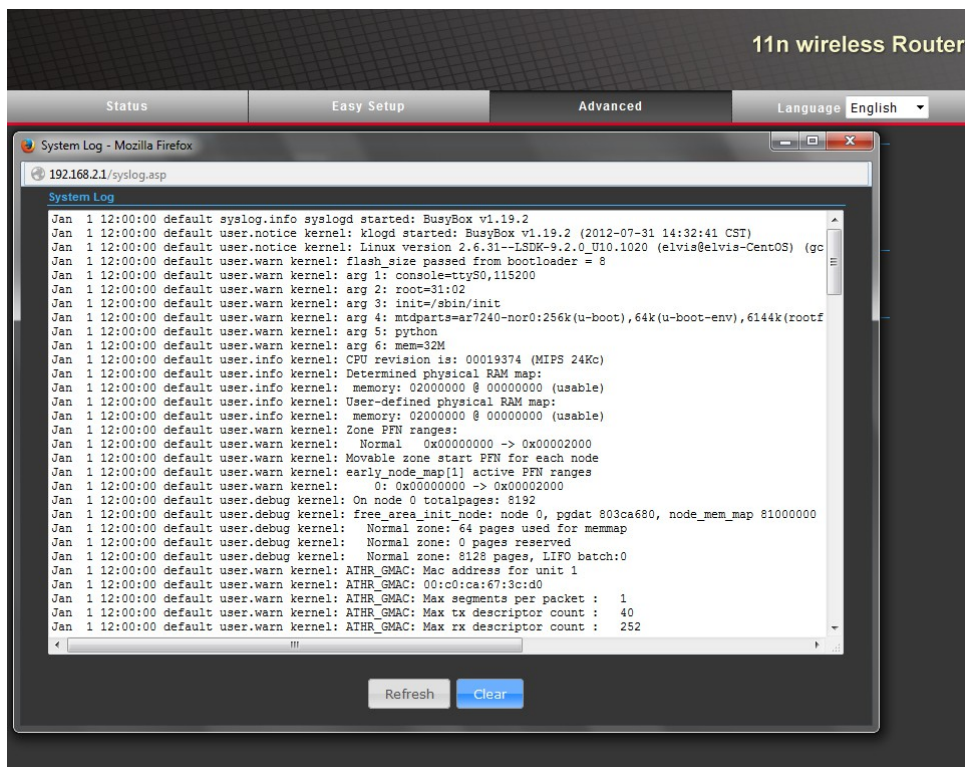 11n wireless Router
Status
Easy Setup
Advanced
Language English
System Log - Mozilla Firefox
192.168.2.1/syslog.asp
System Log
Jan  1 12:00:00 default syslog.info syslogd started: BusyBox v1.19.2
Jan  1 12:00:00 default user.notice kernel: klogd started: BusyBox v1.19.2 (2012-07-31 14:32:41 CST)
Jan  1 12:00:00 default user.notice kernel: Linux version 2.6.31--LSDK-9.2.0_U10.1020 (elvis@elvis-CentOS) (gc
Jan  1 12:00:00 default user.warn kernel: flash_size passed from bootloader = 8
Jan  1 12:00:00 default user.warn kernel: arg 1: console=ttyS0,115200
Jan  1 12:00:00 default user.warn kernel: arg 2: root=31:02
Jan  1 12:00:00 default user.warn kernel: arg 3: init=/sbin/init
Jan  1 12:00:00 default user.warn kernel: arg 4: mtdparts=ar7240-nor0:256k(u-boot),64k(u-boot-env),6144k(rootf
Jan  1 12:00:00 default user.warn kernel: arg 5: python
Jan  1 12:00:00 default user.warn kernel: arg 6: mem=32M
Jan  1 12:00:00 default user.info kernel: CPU revision is: 00019374 (MIPS 24Kc)
Jan  1 12:00:00 default user.info kernel: Determined physical RAM map:
Jan  1 12:00:00 default user.info kernel:  memory: 02000000 @ 00000000 (usable)
Jan  1 12:00:00 default user.info kernel: User-defined physical RAM map:
Jan  1 12:00:00 default user.info kernel:  memory: 02000000 @ 00000000 (usable)
Jan  1 12:00:00 default user.warn kernel: Zone PFN ranges:
Jan  1 12:00:00 default user.warn kernel:   Normal   0x00000000 -> 0x00002000
Jan  1 12:00:00 default user.warn kernel: Movable zone start PFN for each node
Jan  1 12:00:00 default user.warn kernel: early_node_map[1] active PFN ranges
Jan  1 12:00:00 default user.warn kernel:     0: 0x00000000 -> 0x00002000
Jan  1 12:00:00 default user.debug kernel: On node 0 totalpages: 8192
Jan  1 12:00:00 default user.debug kernel: free_area_init_node: node 0, pgdat 803ca680, node_mem_map 81000000
Jan  1 12:00:00 default user.debug kernel:   Normal zone: 64 pages used for memmap
Jan  1 12:00:00 default user.debug kernel:   Normal zone: 0 pages reserved
Jan  1 12:00:00 default user.debug kernel:   Normal zone: 8128 pages, LIFO batch:0
Jan  1 12:00:00 default user.warn kernel: ATHR_GMAC: Mac address for unit 1
Jan  1 12:00:00 default user.warn kernel: ATHR_GMAC: 00:c0:ca:67:3c:d0
Jan  1 12:00:00 default user.warn kernel: ATHR_GMAC: Max segments per packet :   1
Jan  1 12:00:00 default user.warn kernel: ATHR_GMAC: Max tx descriptor count :   40
Jan  1 12:00:00 default user.warn kernel: ATHR_GMAC: Max rx descriptor count :   252
Refresh
Clear